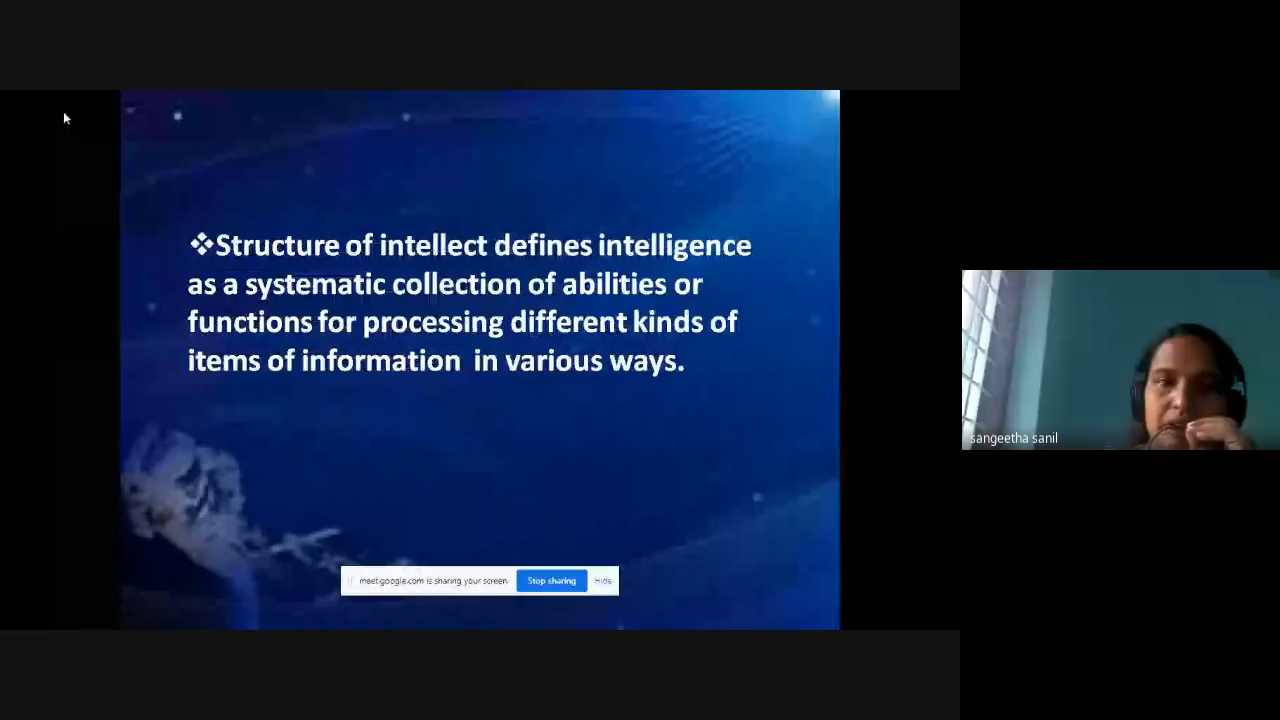 ❖Structure of intellect defines intelligence
as a systematic collection of abilities or
functions for processing different kinds of
items of information in various ways.
sangeetha sanil
meet.google.com is sharing your screen Stop sharing Hide